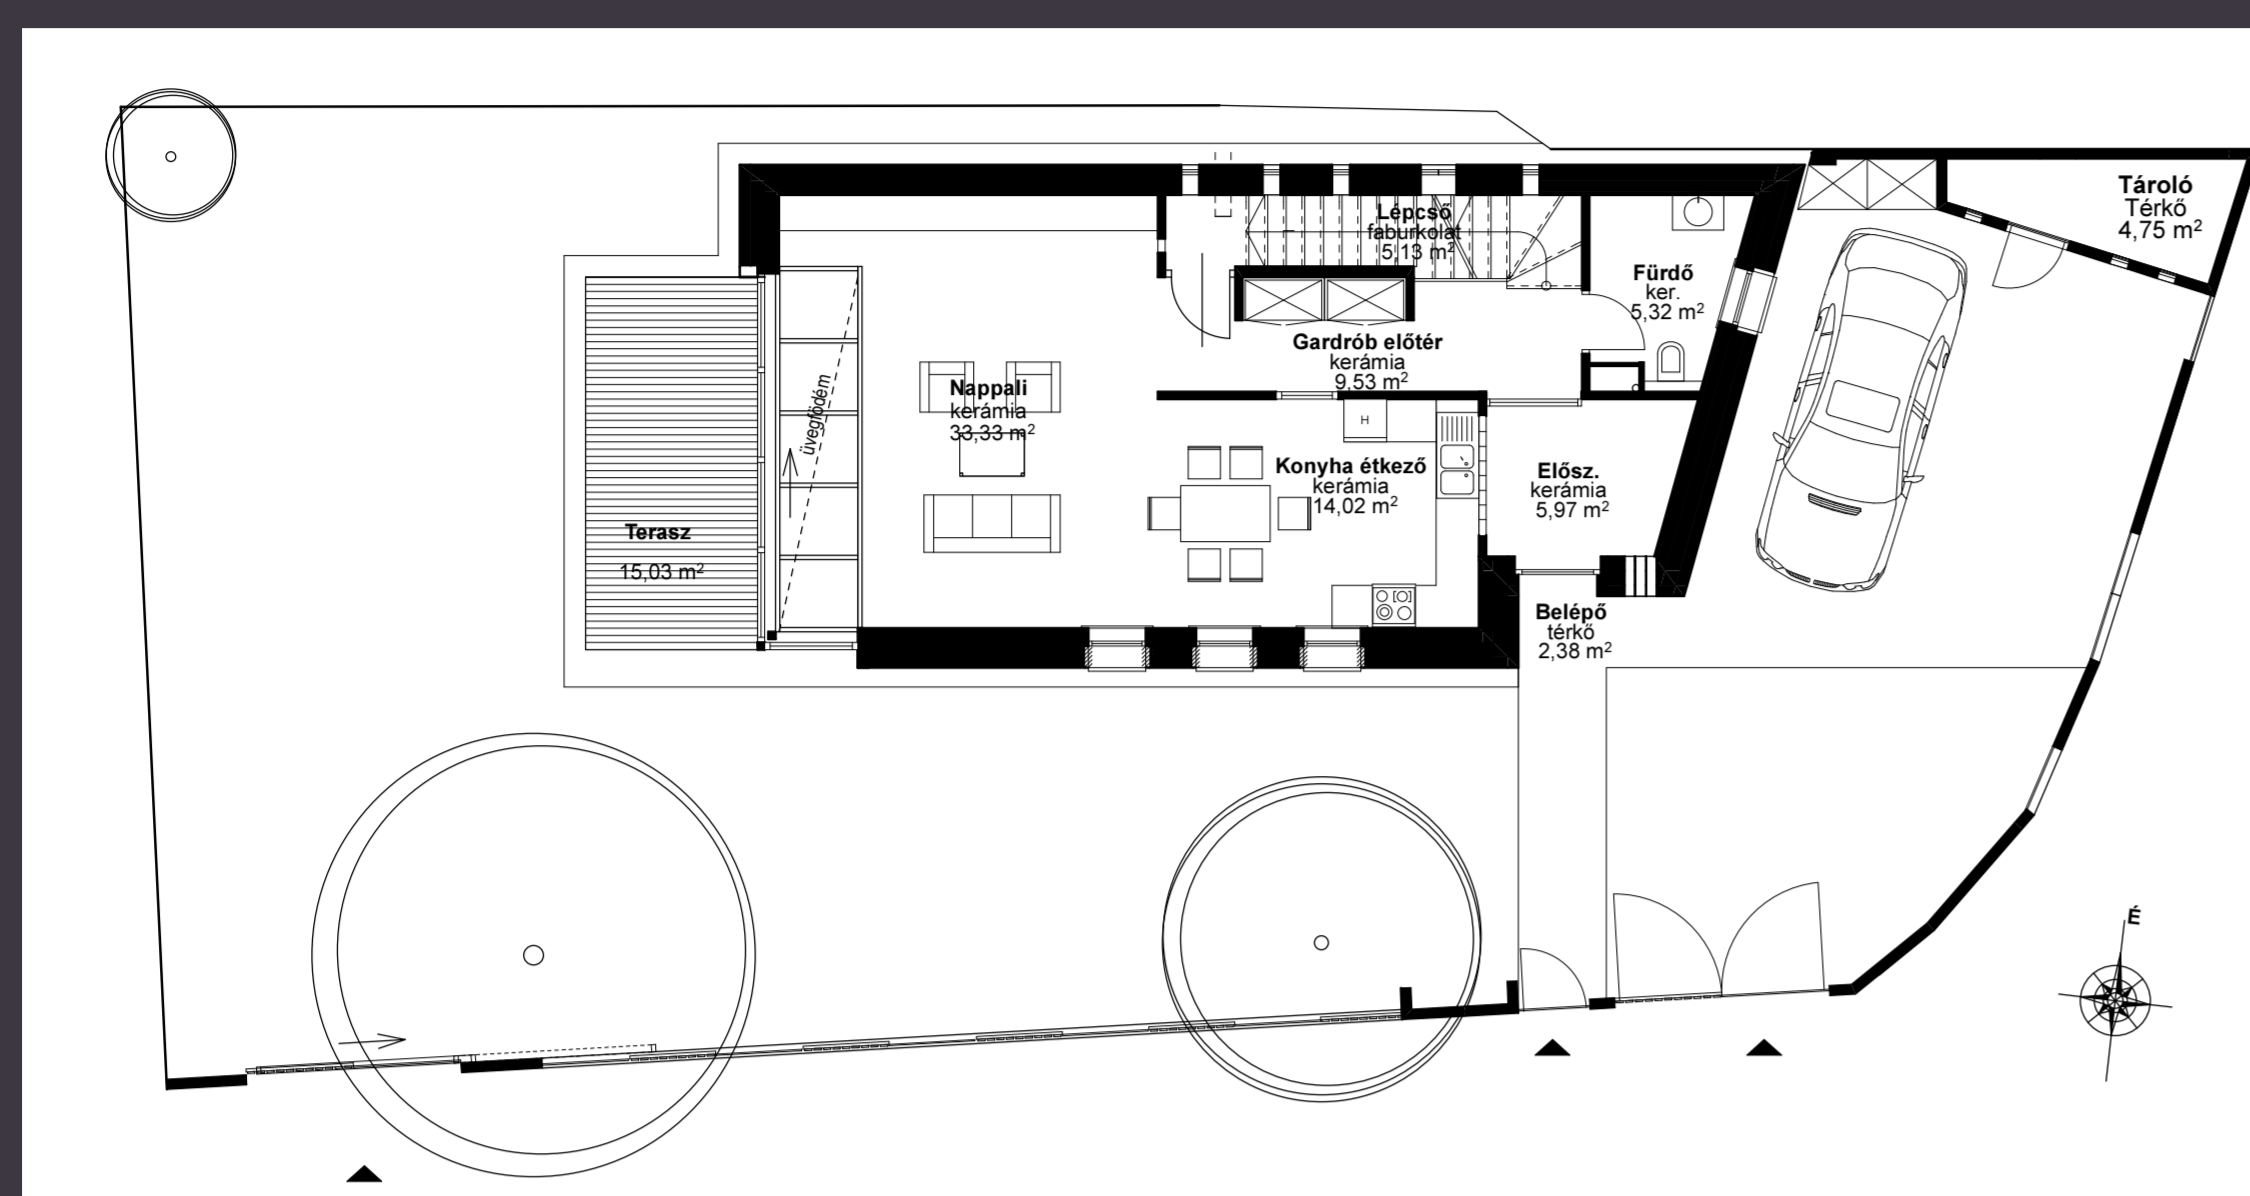 Tároló
Térkő
4,75 m²
Lépcső
faburkolat
5,13 m²
Fürdő
ker.
5,32 m²
Gardrób előtér
kerámia
9,53 m²
Nappali
kerámia
33,33 m²
üvegfödém
H
Konyha étkező
kerámia
14,02 m²
Elősz.
kerámia
5,97 m²
Terasz
15,03 m²
Belépő
térkő
2,38 m²
É